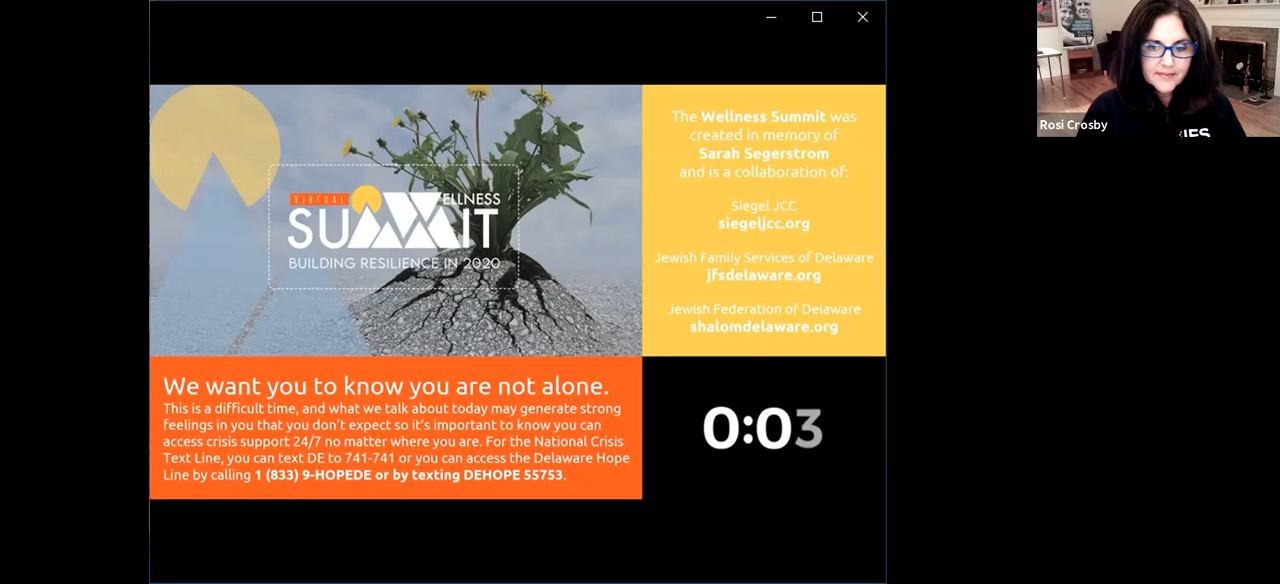 VIRTUAL
WELLNESS
SUMMIT
BUILDING RESILIENCE IN 2020
The Wellness Summit was
created in memory of
Sarah Segerstrom
and is a collaboration of:
Siegel JCC
siegeljcc.org
Jewish Family Services of Delaware
jfsdelaware.org
Jewish Federation of Delaware
shalomdelaware.org
We want you to know you are not alone.
This is a difficult time, and what we talk about today may generate strong
feelings in you that you don't expect so it's important to know you can
access crisis support 24/7 no matter where you are. For the National Crisis
Text Line, you can text DE to 741-741 or you can access the Delaware Hope
Line by calling 1 (833) 9-HOPEDE or by texting DEHOPE 55753.
0:03
Rosi Crosby